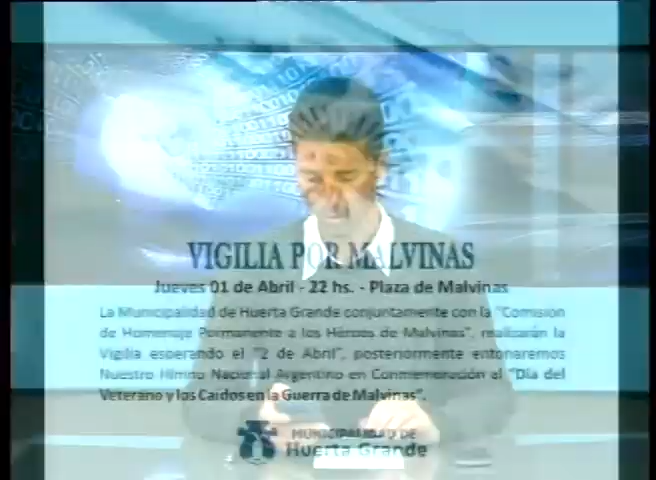 VIGILIA POR MALVINAS
Jueves 01 de Abril - 22 hs. - Plaza de Malvinas
La Municipalidad de Huerta Grande conjuntamente con la "Comisión
de Homenaje Permanente a los Héroes de Malvinas", realizarán la
Vigilia esperando el "2 de Abril", posteriormente entonaremos
Nuestro Himno Nacional Argentino en Conmemoración al "Día del
Veterano y los Caídos en la Guerra de Malvinas".
MUNICIPALIDAD DE
Huerta Grande